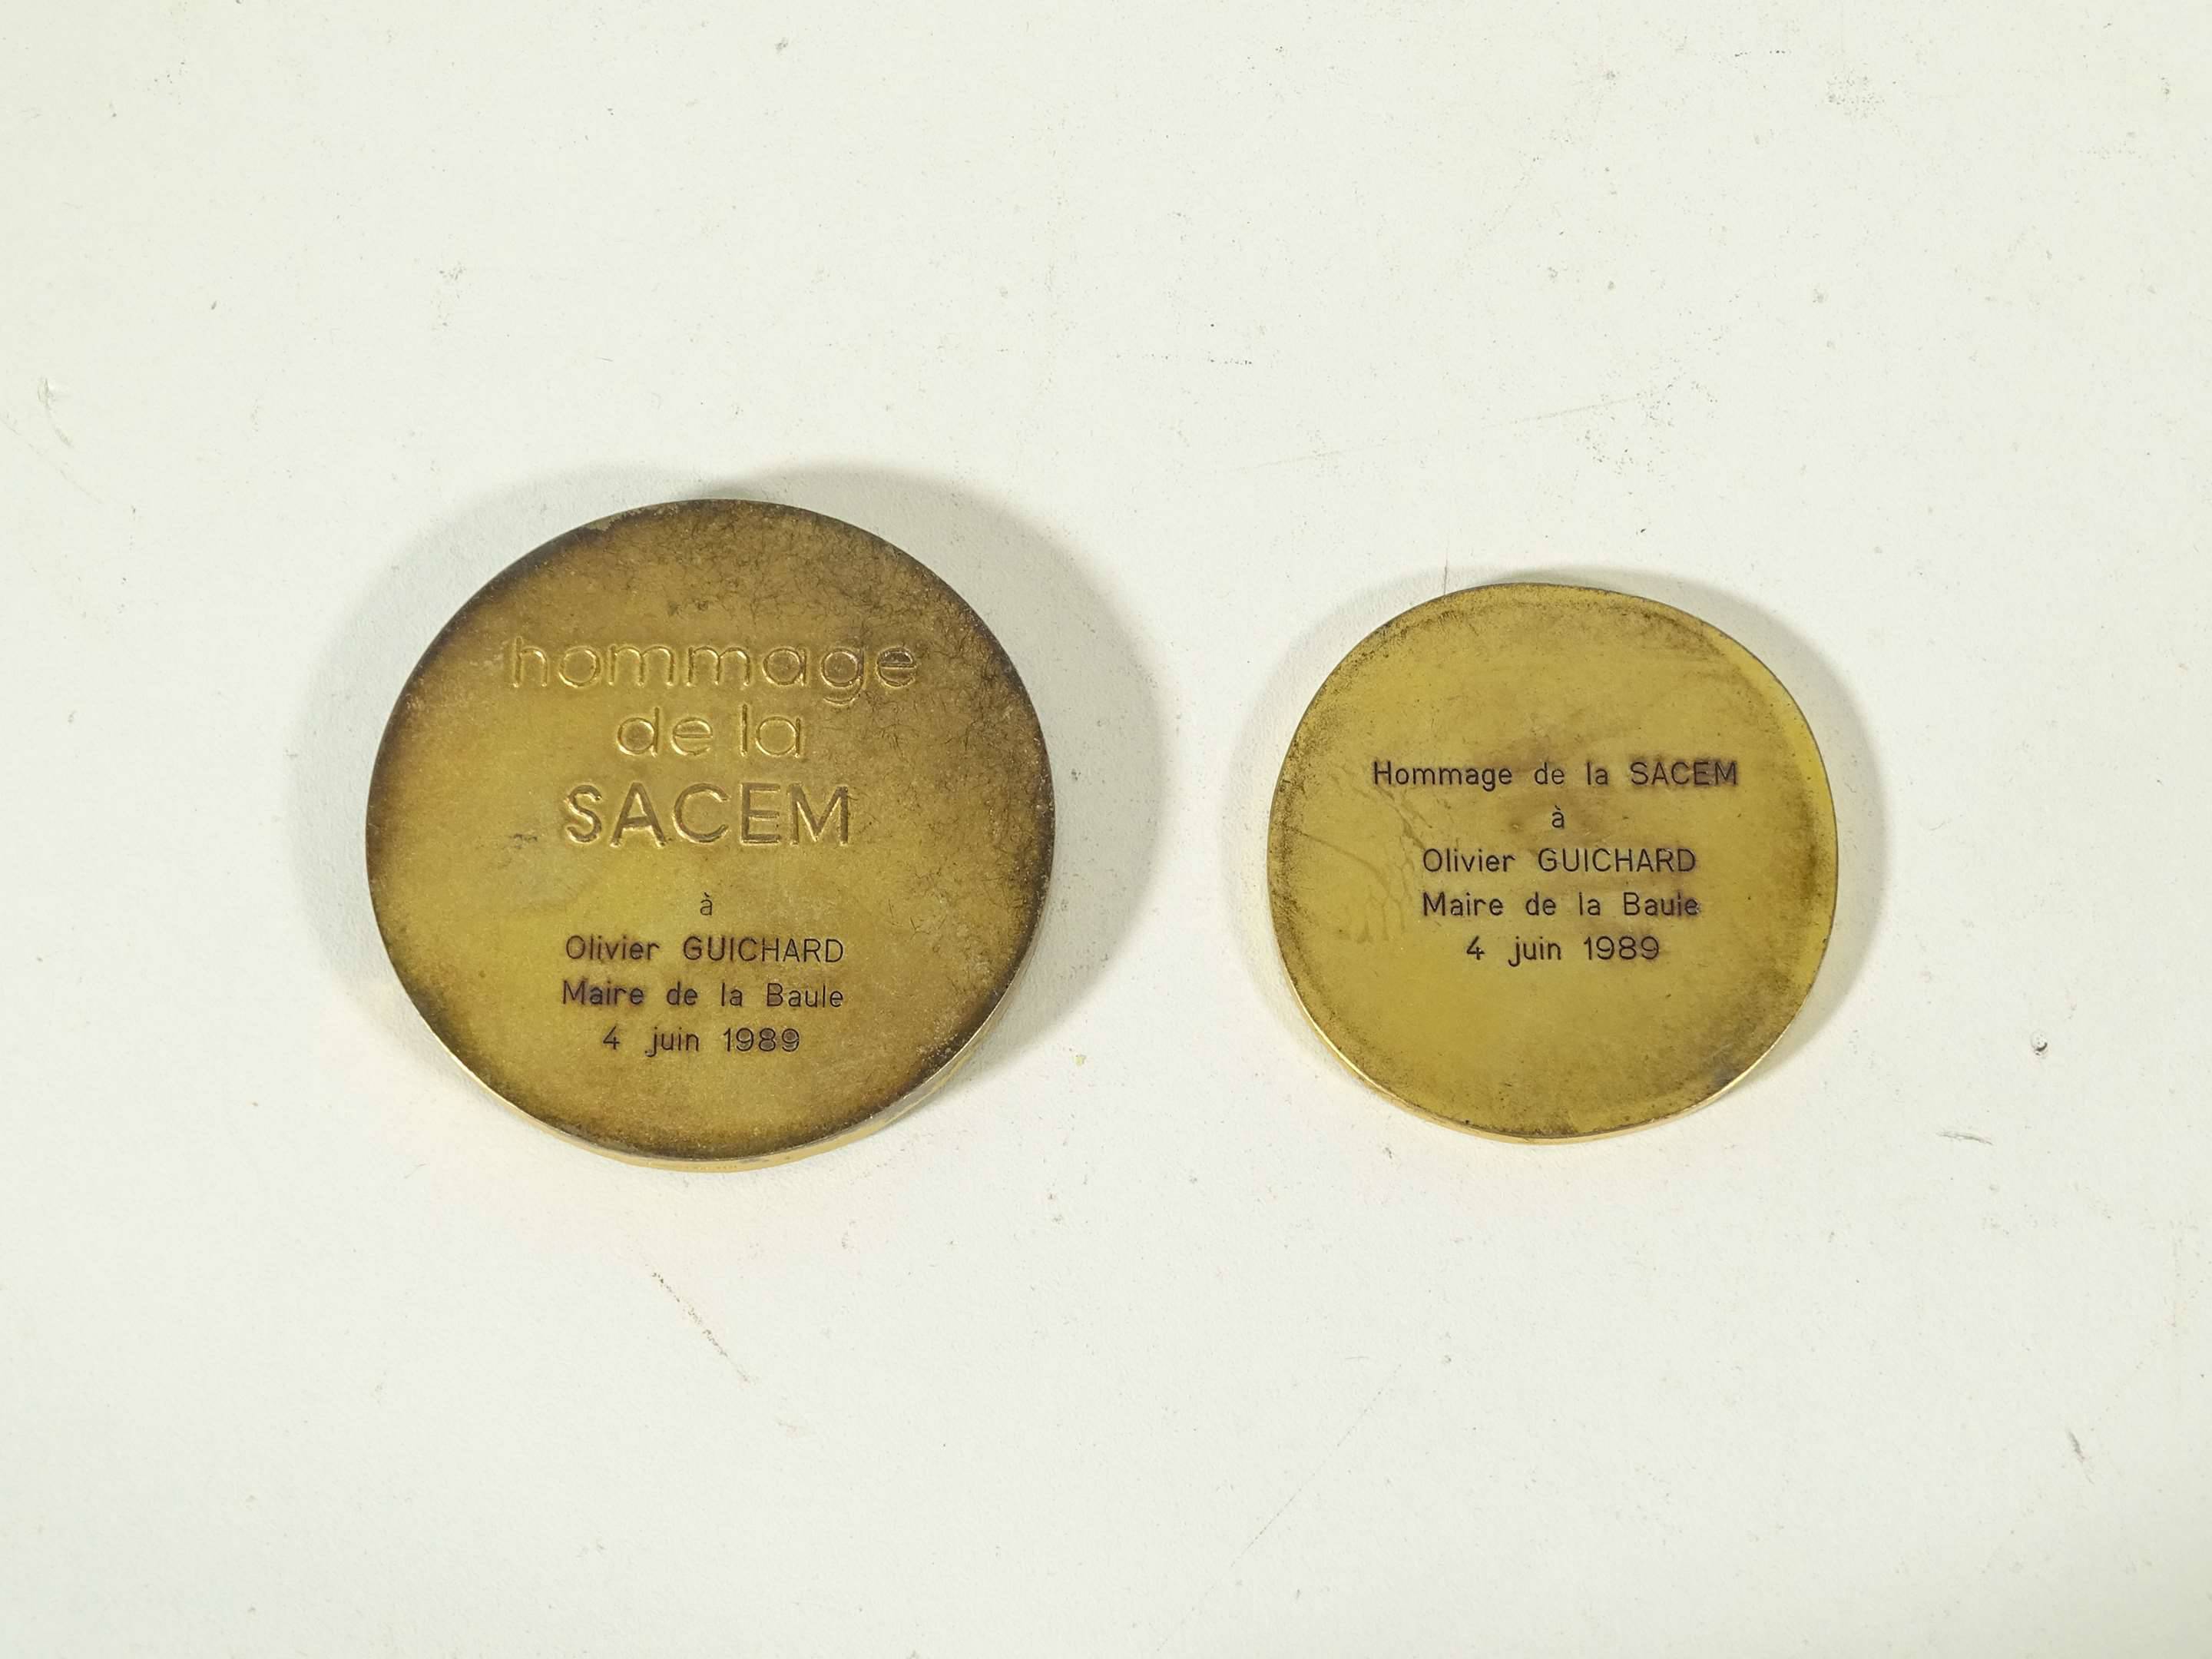 hommage
de la
SACEM
à
Olivier GUICHARD
Maire de la Baule
4 juin 1989
Hommage de la SACEM
à
Olivier GUICHARD
Maire de la Baule
4 juin 1989